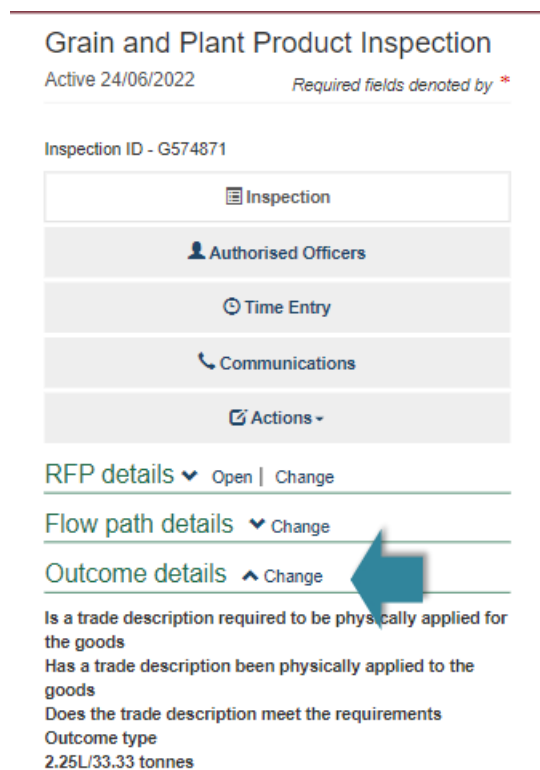 Grain and Plant Product Inspection
Active 24/06/2022
Required fields denoted by *
Inspection ID - G574871
Inspection
Authorised Officers
Time Entry
Communications
Actions
RFP details Open | Change
Flow path details Change
Outcome details Change
Is a trade description required to be physically applied for
the goods
Has a trade description been physically applied to the
goods
Does the trade description meet the requirements
Outcome type
2.25L/33.33 tonnes